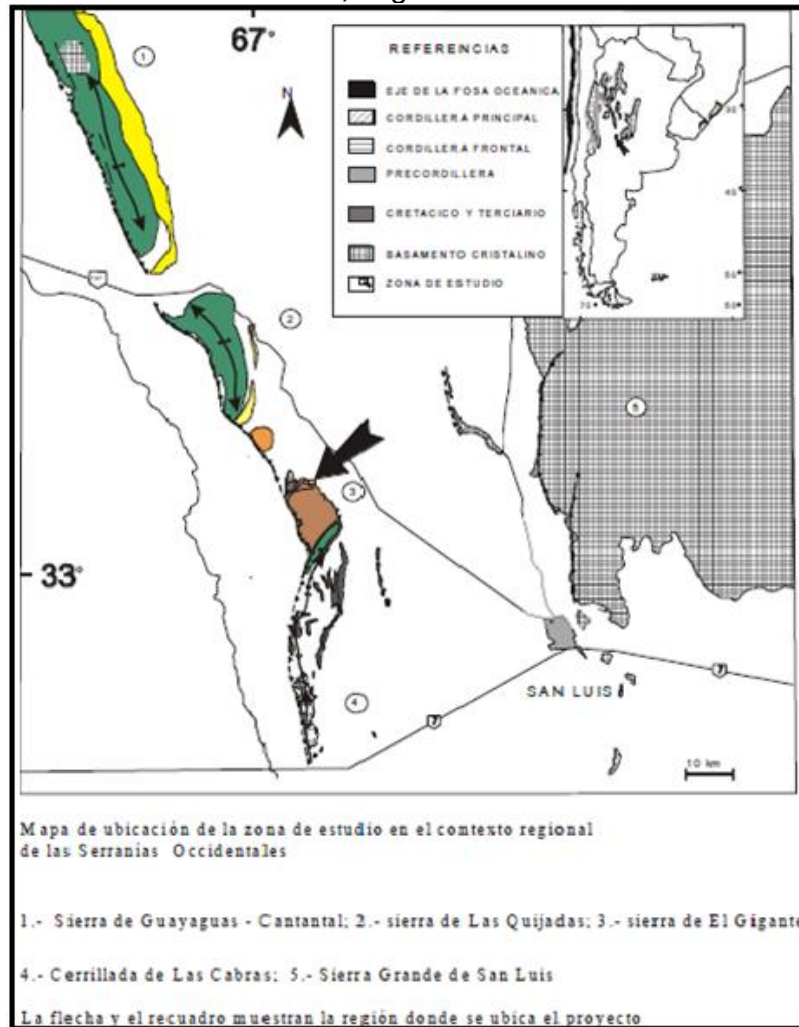 67°
REFERENCIAS
EJE DE LA FOSA OCEANICA
CORDILLERA PRINCIPAL
CORDILLERA FRONTAL
PRECORDILLERA
CRETACICO Y TERCIARIO
BASAMENTO CRISTALINO
ZONA DE ESTUDIO
N
1
2
3
4
5
33°
SAN LUIS
7
7
10 km
Mapa de ubicación de la zona de estudio en el contexto regional
de las Serranias Occidentales
1.- Sierra de Guayaguas - Cantantal; 2.- sierra de Las Quijadas; 3.- sierra de El Gigante
4.- Cerrillada de Las Cabras; 5.- Sierra Grande de San Luis
La flecha y el recuadro muestran la región donde se ubica el proyecto